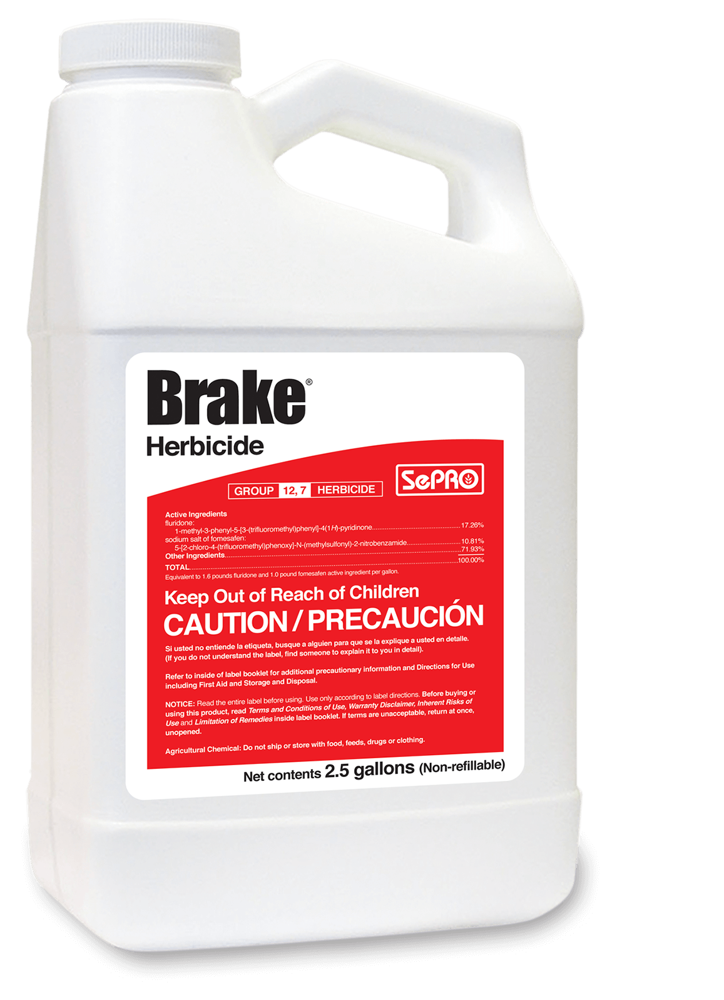 Brake®
Herbicide
SePRO
GROUP 12, 7 HERBICIDE
Active Ingredients
fluridone:
1-methyl-3-phenyl-5-[3-(trifluoromethyl)phenyl]-4(1H)-pyridinone....17.26%
sodium salt of fomesafen:
5-[2-chloro-4-(trifluoromethyl)phenoxy]-N-(methylsulfonyl)-2-nitrobenzamide....10.81%
Other Ingredients....71.93%
TOTAL....100.00%
Equivalent to 1.6 pounds fluridone and 1.0 pound fomesafen active ingredient per gallon.
Keep Out of Reach of Children
CAUTION / PRECAUCIÓN
Si usted no entiende la etiqueta, busque a alguien para que se la explique a usted en detalle.
(If you do not understand the label, find someone to explain it to you in detail).
Refer to inside of label booklet for additional precautionary information and Directions for Use
including First Aid and Storage and Disposal.
NOTICE: Read the entire label before using. Use only according to label directions. Before buying or
using this product, read Terms and Conditions of Use, Warranty Disclaimer, Inherent Risks of
Use and Limitation of Remedies inside label booklet. If terms are unacceptable, return at once,
unopened.
Agricultural Chemical: Do not ship or store with food, feeds, drugs or clothing.
Net contents 2.5 gallons (Non-refillable)